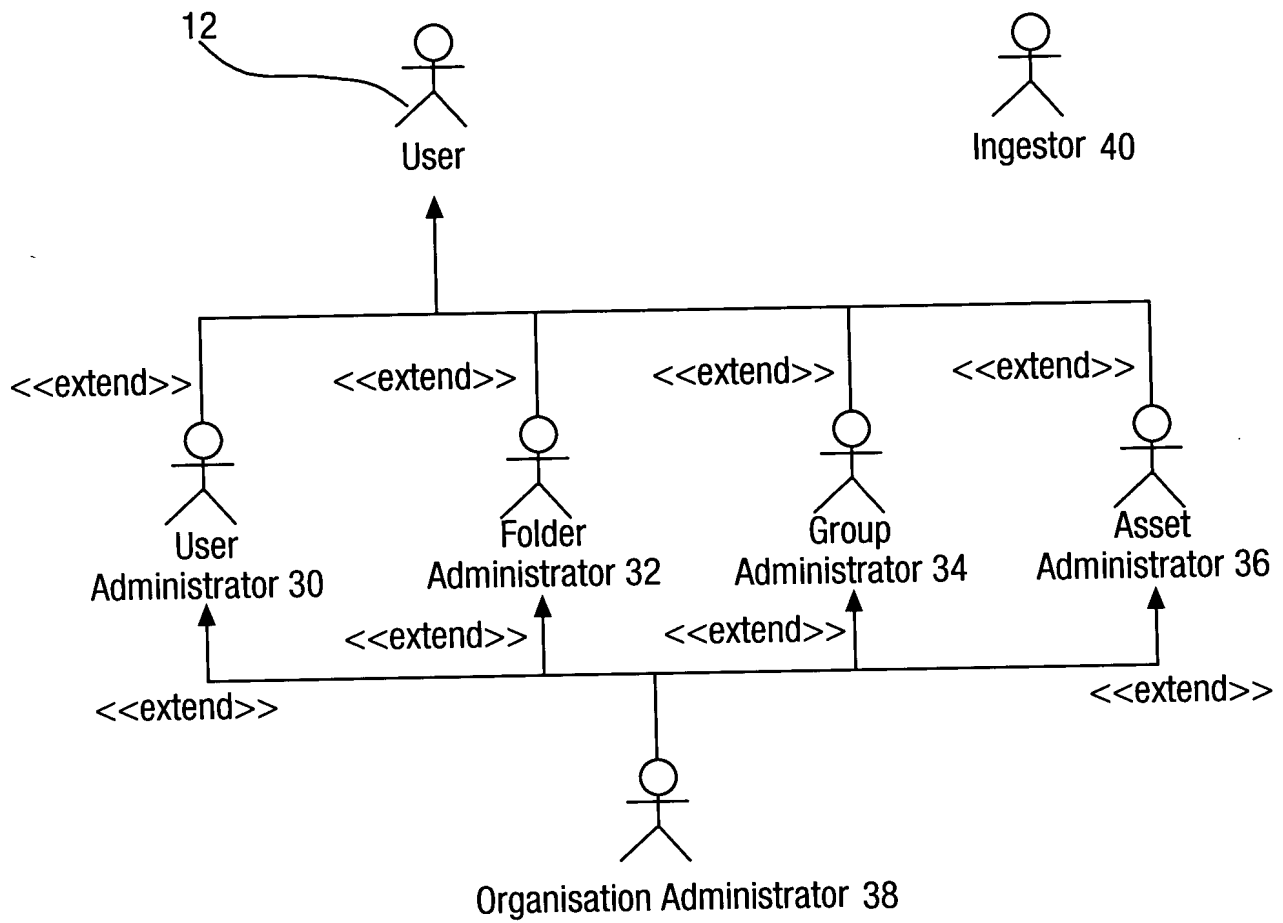 12
User
Ingestor 40
<<extend>>
<<extend>>
<<extend>>
<<extend>>
User
Administrator 30
Folder
Administrator 32
Group
Administrator 34
Asset
Administrator 36
<<extend>>
<<extend>>
<<extend>>
<<extend>>
Organisation Administrator 38